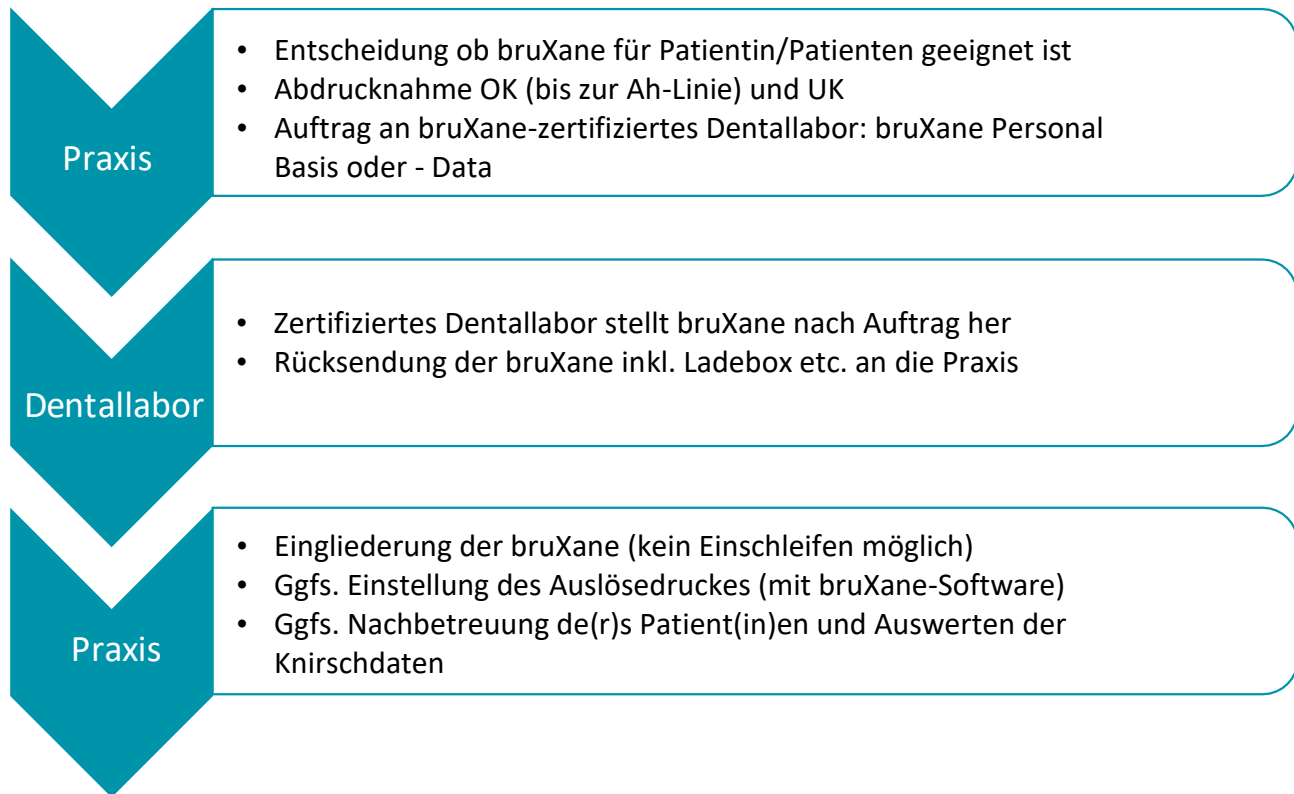 Praxis
• Entscheidung ob bruXane für Patientin/Patienten geeignet ist
• Abdrucknahme OK (bis zur Ah-Linie) und UK
• Auftrag an bruXane-zertifiziertes Dentallabor: bruXane Personal
Basis oder - Data
Dentallabor
• Zertifiziertes Dentallabor stellt bruXane nach Auftrag her
• Rücksendung der bruXane inkl. Ladebox etc. an die Praxis
Praxis
• Eingliederung der bruXane (kein Einschleifen möglich)
• Ggfs. Einstellung des Auslösedruckes (mit bruXane-Software)
• Ggfs. Nachbetreuung de(r)s Patient(in)en und Auswerten der
Knirschdaten